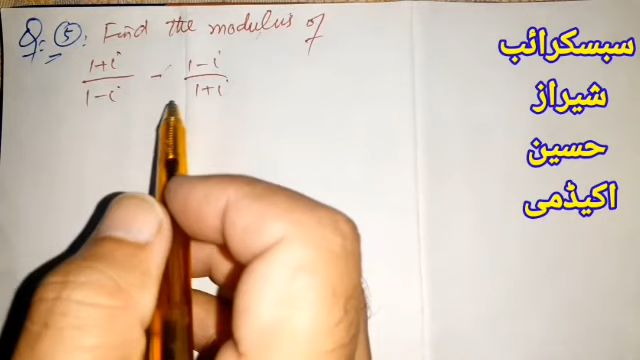 Q:⑤: Find the modulus of
1+i/1-i - 1-i/1+i
سبسکرائب
شیراز
حسین
اکیڈمی